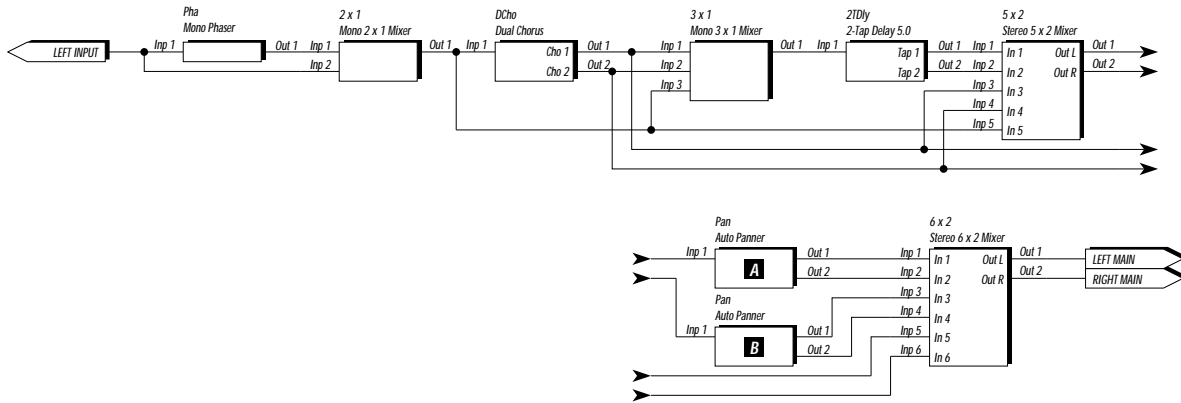 Pha
Mono Phaser
2 x 1
Mono 2 x 1 Mixer
DCho
Dual Chorus
3 x 1
Mono 3 x 1 Mixer
2TDly
2-Tap Delay 5.0
5 x 2
Stereo 5 x 2 Mixer
LEFT INPUT
Inp 1
Out 1
Inp 1
Inp 2
Out 1
Inp 1
Cho 1
Cho 2
Out 1
Out 2
Inp 1
Inp 2
Inp 3
Out 1
Inp 1
Tap 1
Tap 2
Out 1
Out 2
Inp 1
Inp 2
Inp 3
Inp 4
Inp 5
In 1
In 2
In 3
In 4
In 5
Out L
Out R
Out 1
Out 2
Pan
Auto Panner
Inp 1
A
Out 1
Out 2
Pan
Auto Panner
Inp 1
B
Out 1
Out 2
6 x 2
Stereo 6 x 2 Mixer
Inp 1
Inp 2
Inp 3
Inp 4
Inp 5
Inp 6
In 1
In 2
In 3
In 4
In 5
In 6
Out L
Out R
Out 1
Out 2
LEFT MAIN
RIGHT MAIN